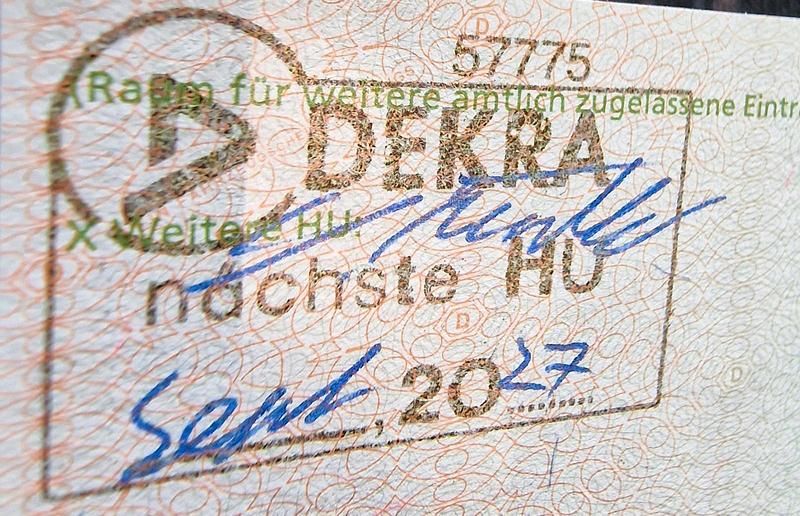 57775
(Raum für weitere amtlich zugelassene Eintr
DEKRA
X Weitere HU:
nächste HU
Sept, 2027